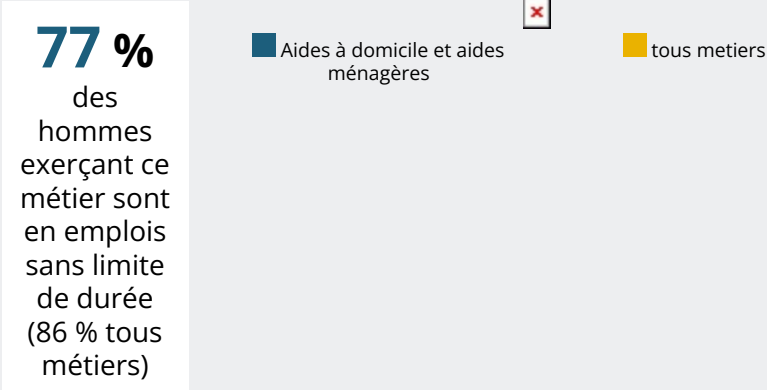 77 %
des
hommes
exerçant ce
métier sont
en emplois
sans limite
de durée
(86 % tous
métiers)
Aides à domicile et aides
ménagères
tous metiers